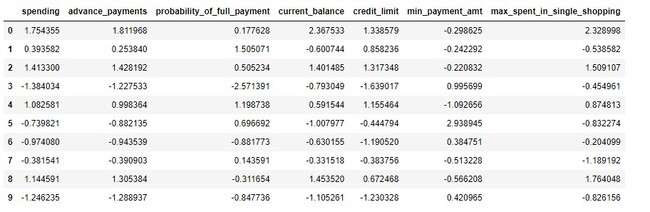 spending advance_payments probability_of_full_payment current_balance credit_limit min_payment_amt max_spent_in_single_shopping
0 1.754355 1.811968 0.177628 2.367533 1.338579 -0.298625 2.328998
1 0.393582 0.253840 1.505071 -0.600744 0.858236 -0.242292 -0.538582
2 1.413300 1.428192 0.505234 1.401485 1.317348 -0.220832 1.509107
3 -1.384034 -1.227533 -2.571391 -0.793049 -1.639017 0.995699 -0.454961
4 1.082581 0.998364 1.198738 0.591544 1.155464 -1.092656 0.874813
5 -0.739821 -0.882135 0.696692 -1.007977 -0.444794 2.938945 -0.832274
6 -0.974080 -0.943539 -0.881773 -0.630155 -1.190520 0.384751 -0.204099
7 -0.381541 -0.390903 0.143591 -0.331518 -0.383756 -0.513228 -1.189192
8 1.144591 1.305384 -0.311654 1.453520 0.672468 -0.566208 1.764048
9 -1.246235 -1.288937 -0.847736 -1.105261 -1.230328 0.420965 -0.826156